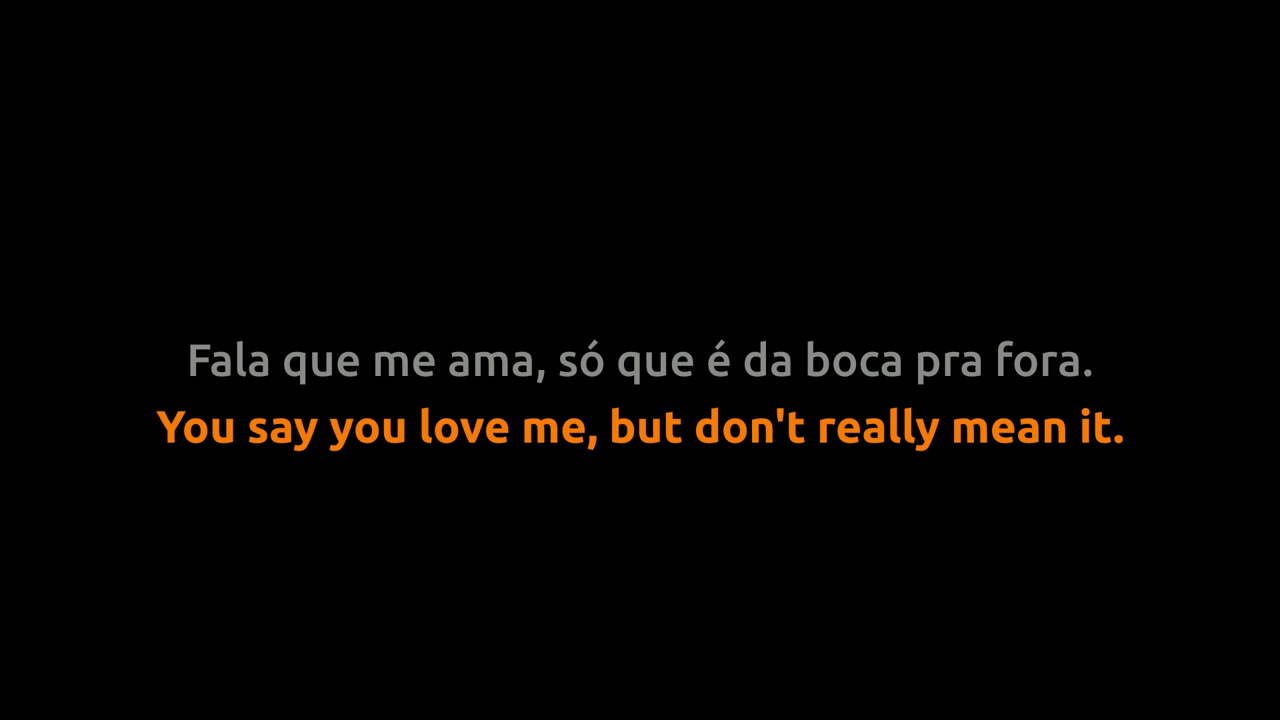 Fala que me ama, só que é da boca pra fora.
You say you love me, but don't really mean it.